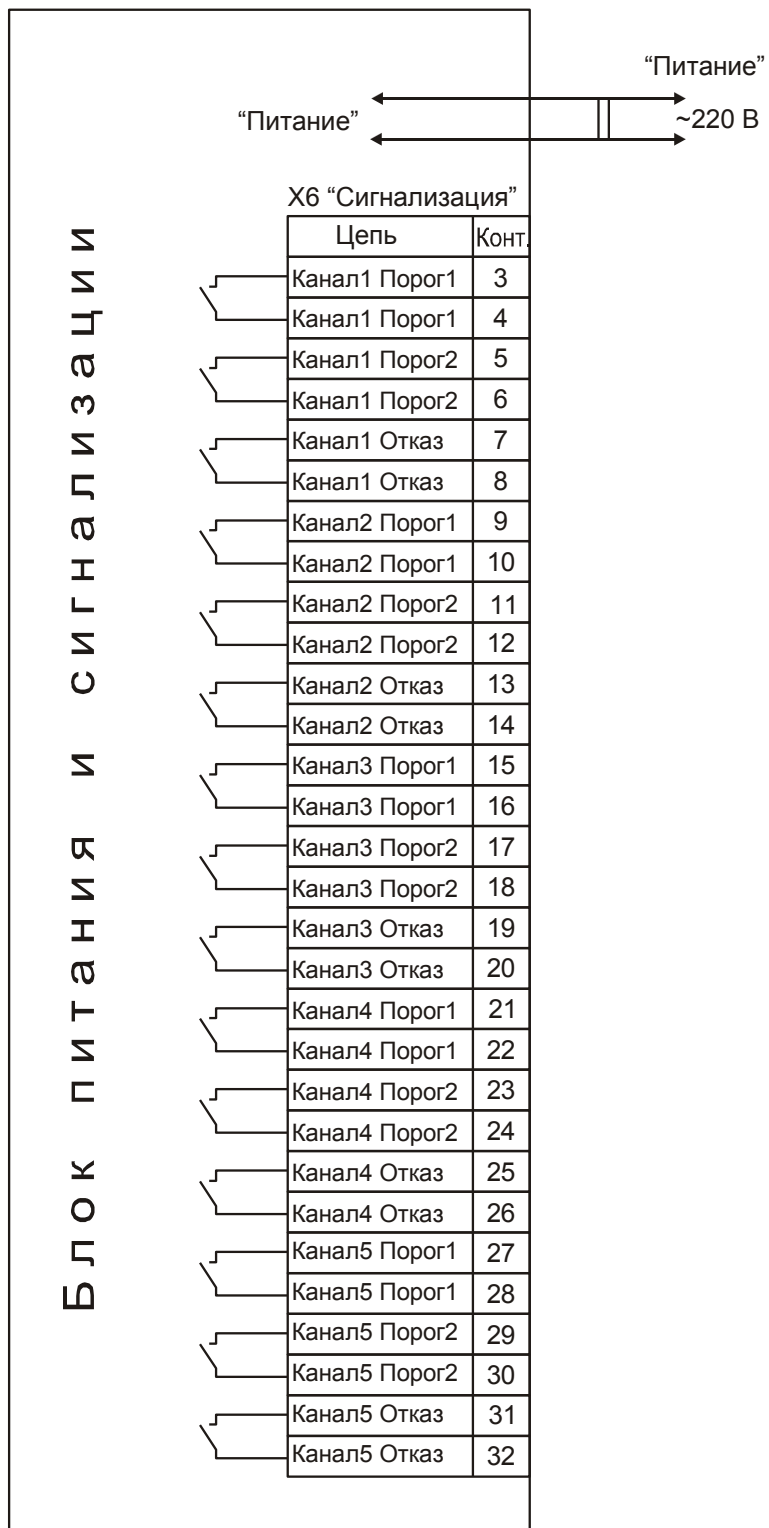 “Питание”
“Питание”
~220 В
Х6 “Сигнализация”
Цепь Конт.
Канал1 Порог1 3
Канал1 Порог1 4
Канал1 Порог2 5
Канал1 Порог2 6
Канал1 Отказ 7
Канал1 Отказ 8
Канал2 Порог1 9
Канал2 Порог1 10
Канал2 Порог2 11
Канал2 Порог2 12
Канал2 Отказ 13
Канал2 Отказ 14
Канал3 Порог1 15
Канал3 Порог1 16
Канал3 Порог2 17
Канал3 Порог2 18
Канал3 Отказ 19
Канал3 Отказ 20
Канал4 Порог1 21
Канал4 Порог1 22
Канал4 Порог2 23
Канал4 Порог2 24
Канал4 Отказ 25
Канал4 Отказ 26
Канал5 Порог1 27
Канал5 Порог1 28
Канал5 Порог2 29
Канал5 Порог2 30
Канал5 Отказ 31
Канал5 Отказ 32
Блок питания и сигнализации